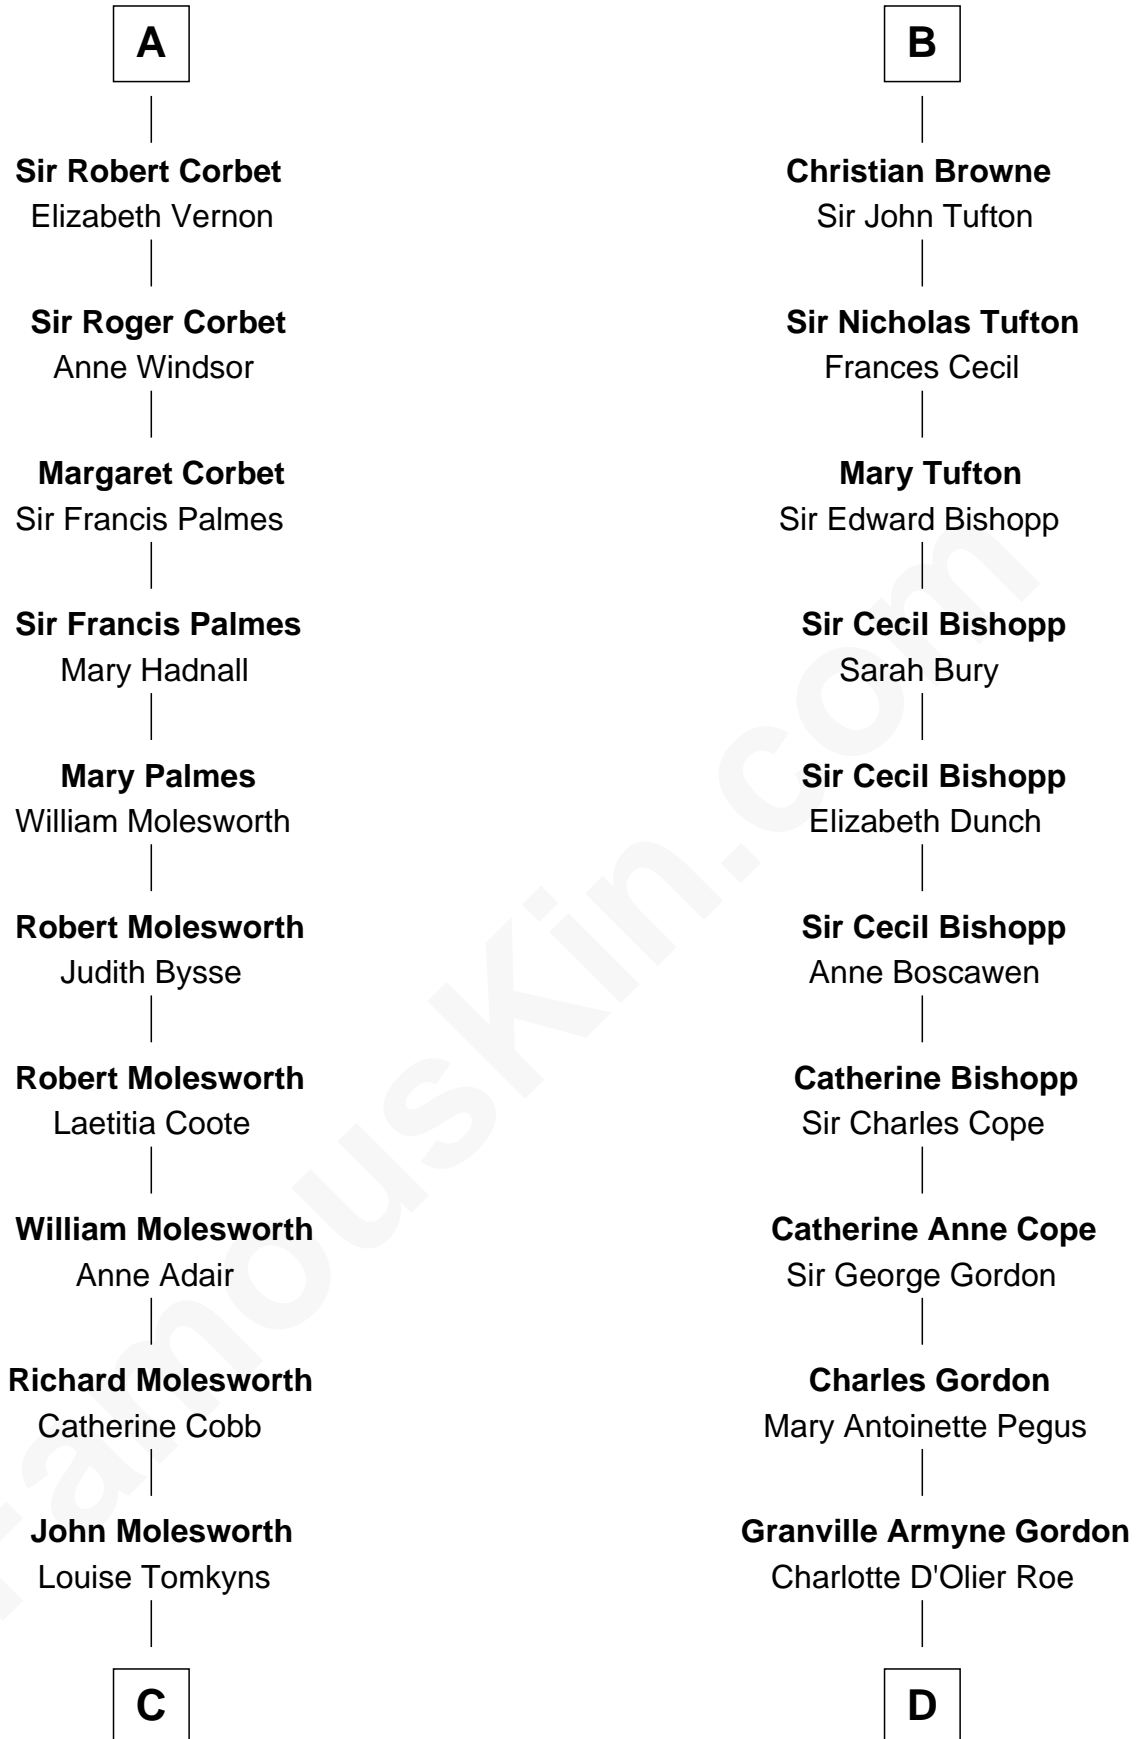 A
Sir Robert Corbet
Elizabeth Vernon
Sir Roger Corbet
Anne Windsor
Margaret Corbet
Sir Francis Palmes
Sir Francis Palmes
Mary Hadnall
Mary Palmes
William Molesworth
Robert Molesworth
Judith Bysse
Robert Molesworth
Laetitia Coote
William Molesworth
Anne Adair
Richard Molesworth
Catherine Cobb
John Molesworth
Louise Tomkyns
C
B
Christian Browne
Sir John Tufton
Sir Nicholas Tufton
Frances Cecil
Mary Tufton
Sir Edward Bishopp
Sir Cecil Bishopp
Sarah Bury
Sir Cecil Bishopp
Elizabeth Dunch
Sir Cecil Bishopp
Anne Boscawen
Catherine Bishopp
Sir Charles Cope
Catherine Anne Cope
Sir George Gordon
Charles Gordon
Mary Antoinette Pegus
Granville Armyne Gordon
Charlotte D'Olier Roe
D
FamousKin.com